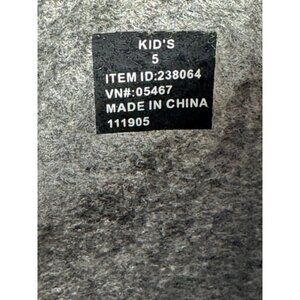 KID'S
5
ITEM ID:238064
VN#:05467
MADE IN CHINA
111905